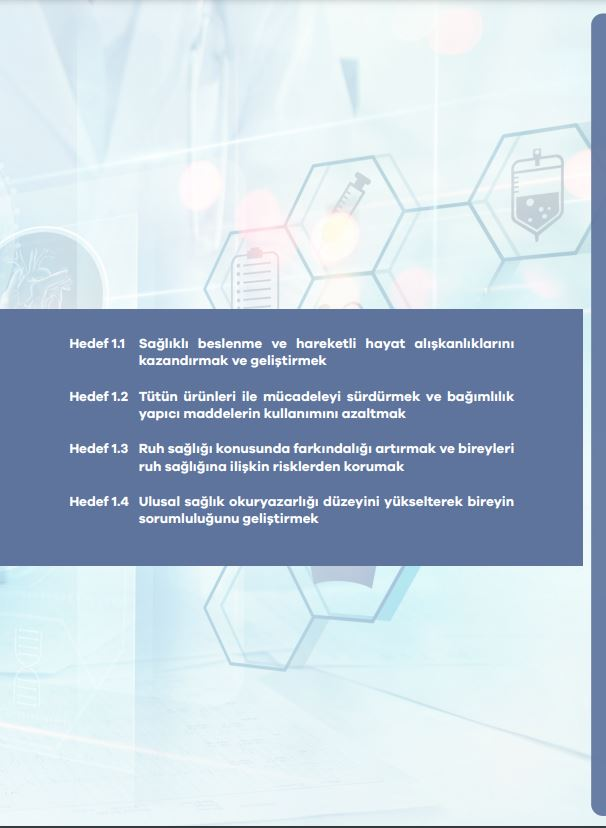 Hedef 1.1 Sağlıklı beslenme ve hareketli hayat alışkanlıklarını
kazandırmak ve geliştirmek
Hedef 1.2 Tütün ürünleri ile mücadeleyi sürdürmek ve bağımlılık
yapıcı maddelerin kullanımını azaltmak
Hedef 1.3 Ruh sağlığı konusunda farkındalığı artırmak ve bireyleri
ruh sağlığına ilişkin risklerden korumak
Hedef 1.4 Ulusal sağlık okuryazarlığı düzeyini yükselterek bireyin
sorumluluğunu geliştirmek